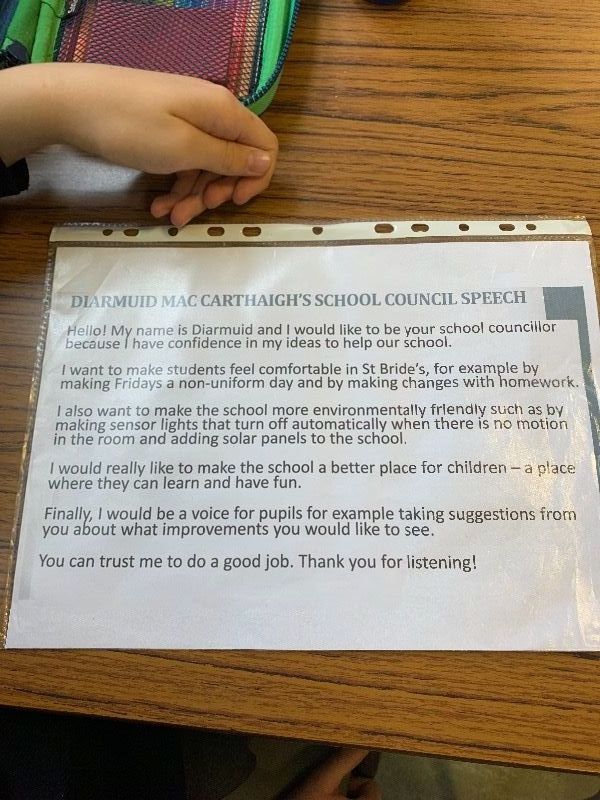 DIARMUID MAC CARTHAIGH'S SCHOOL COUNCIL SPEECH
Hello! My name is Diarmuid and I would like to be your school councillor
because I have confidence in my ideas to help our school.
I want to make students feel comfortable in St Bride's, for example by
making Fridays a non-uniform day and by making changes with homework.
I also want to make the school more environmentally friendly such as by
making sensor lights that turn off automatically when there is no motion
in the room and adding solar panels to the school.
I would really like to make the school a better place for children – a place
where they can learn and have fun.
Finally, I would be a voice for pupils for example taking suggestions from
you about what improvements you would like to see.
You can trust me to do a good job. Thank you for listening!